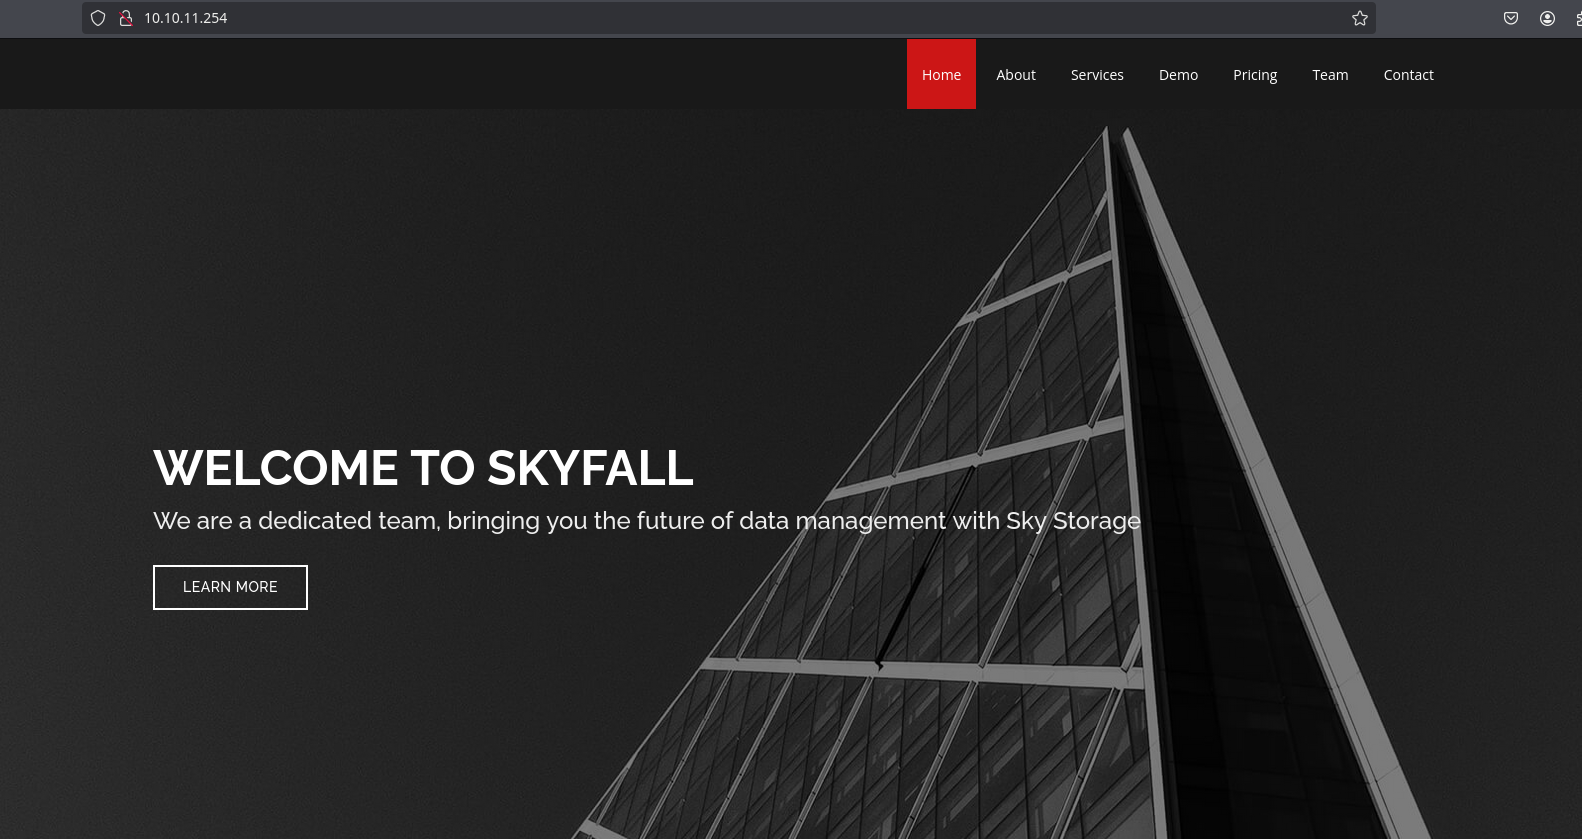 10.10.11.254
Home About Services Demo Pricing Team Contact
WELCOME TO SKYFALL
We are a dedicated team, bringing you the future of data management with Sky Storage
LEARN MORE